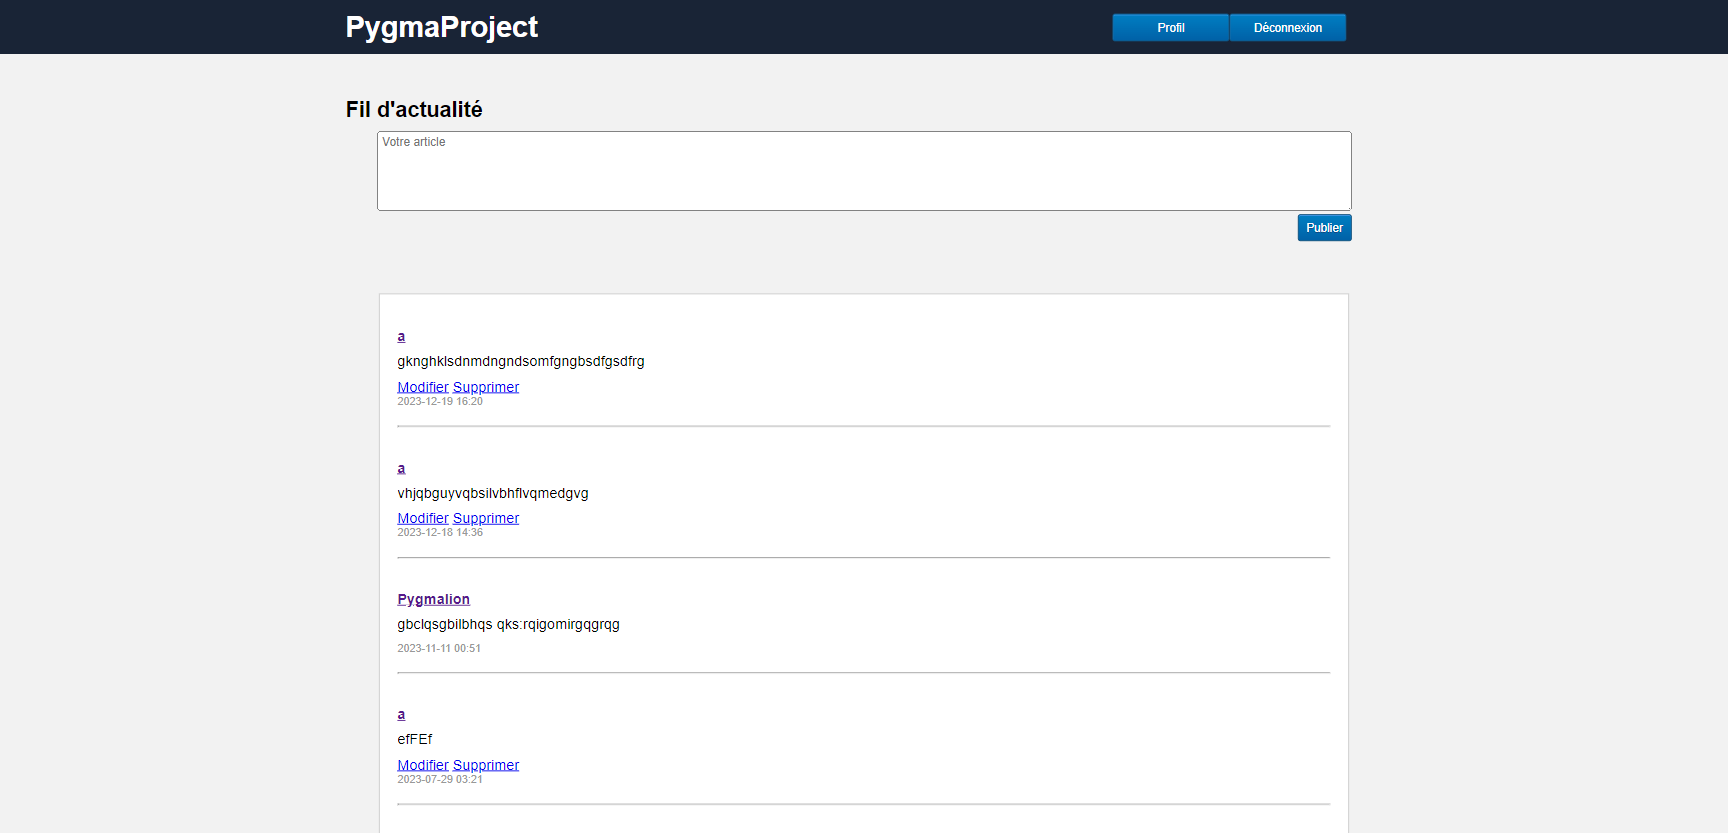 PygmaProject
Profil
Déconnexion
Fil d'actualité
Votre article
Publier
a
gknghklsdnmdngndsomfgngbsdfgsdfrg
Modifier Supprimer
2023-12-19 16:20
a
vhjqbguyvqbsilvbhflvqmedgvg
Modifier Supprimer
2023-12-18 14:36
Pygmalion
gbclqsgbilbhqs qks:rqigomirgqgrqg
2023-11-11 00:51
a
efFEf
Modifier Supprimer
2023-07-29 03:21